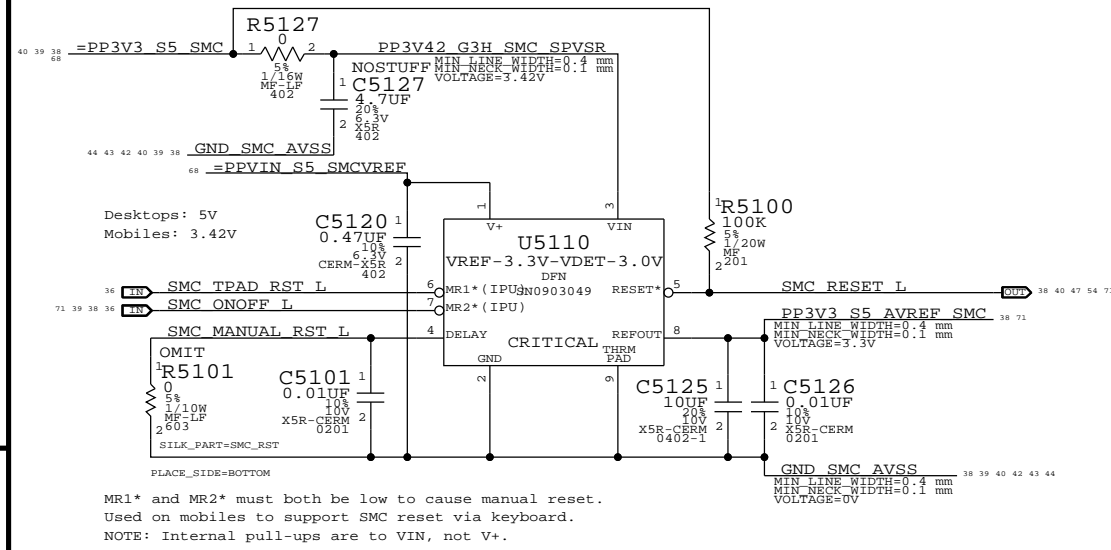 R5127
0
=PP3V3_S5_SMC
40 39 38
68
1
2
5%
1/16W
MF-LF
402
PP3V42_G3H_SMC_SPVSR
MIN_LINE_WIDTH=0.4 mm
MIN_NECK_WIDTH=0.1 mm
VOLTAGE=3.42V
NOSTUFF
1
C5127
4.7UF
20%
6.3V
X5R
402
2
44 43 42 40 39 38
GND_SMC_AVSS
68
=PPVIN_S5_SMCVREF
Desktops: 5V
Mobiles: 3.42V
C5120
1
0.47UF
10%
6.3V
CERM-X5R
402
2
1
3
V+
VIN
U5110
VREF-3.3V-VDET-3.0V
DFN
SN0903049
1
R5100
100K
5%
1/20W
MF
201
2
36
IN
SMC_TPAD_RST_L
6
MR1*(IPU)
RESET*
5
SMC_RESET_L
OUT
38 40 47 54 7
71 39 38 36
IN
SMC_ONOFF_L
7
MR2*(IPU)
SMC_MANUAL_RST_L
4
DELAY
REFOUT
8
CRITICAL
THRM
PAD
GND
2
9
PP3V3_S5_AVREF_SMC
38 71
MIN_LINE_WIDTH=0.4 mm
MIN_NECK_WIDTH=0.1 mm
VOLTAGE=3.3V
OMIT
1
R5101
0
5%
1/10W
MF-LF
603
2
SILK_PART=SMC_RST
PLACE_SIDE=BOTTOM
C5101
1
0.01UF
10%
10V
X5R-CERM
0201
2
C5125
1
10UF
20%
10V
X5R-CERM
0402-1
2
1
C5126
0.01UF
10%
10V
X5R-CERM
0201
2
GND_SMC_AVSS
38 39 40 42 43 44
MIN_LINE_WIDTH=0.4 mm
MIN_NECK_WIDTH=0.1 mm
VOLTAGE=0V
MR1* and MR2* must both be low to cause manual reset.
Used on mobiles to support SMC reset via keyboard.
NOTE: Internal pull-ups are to VIN, not V+.